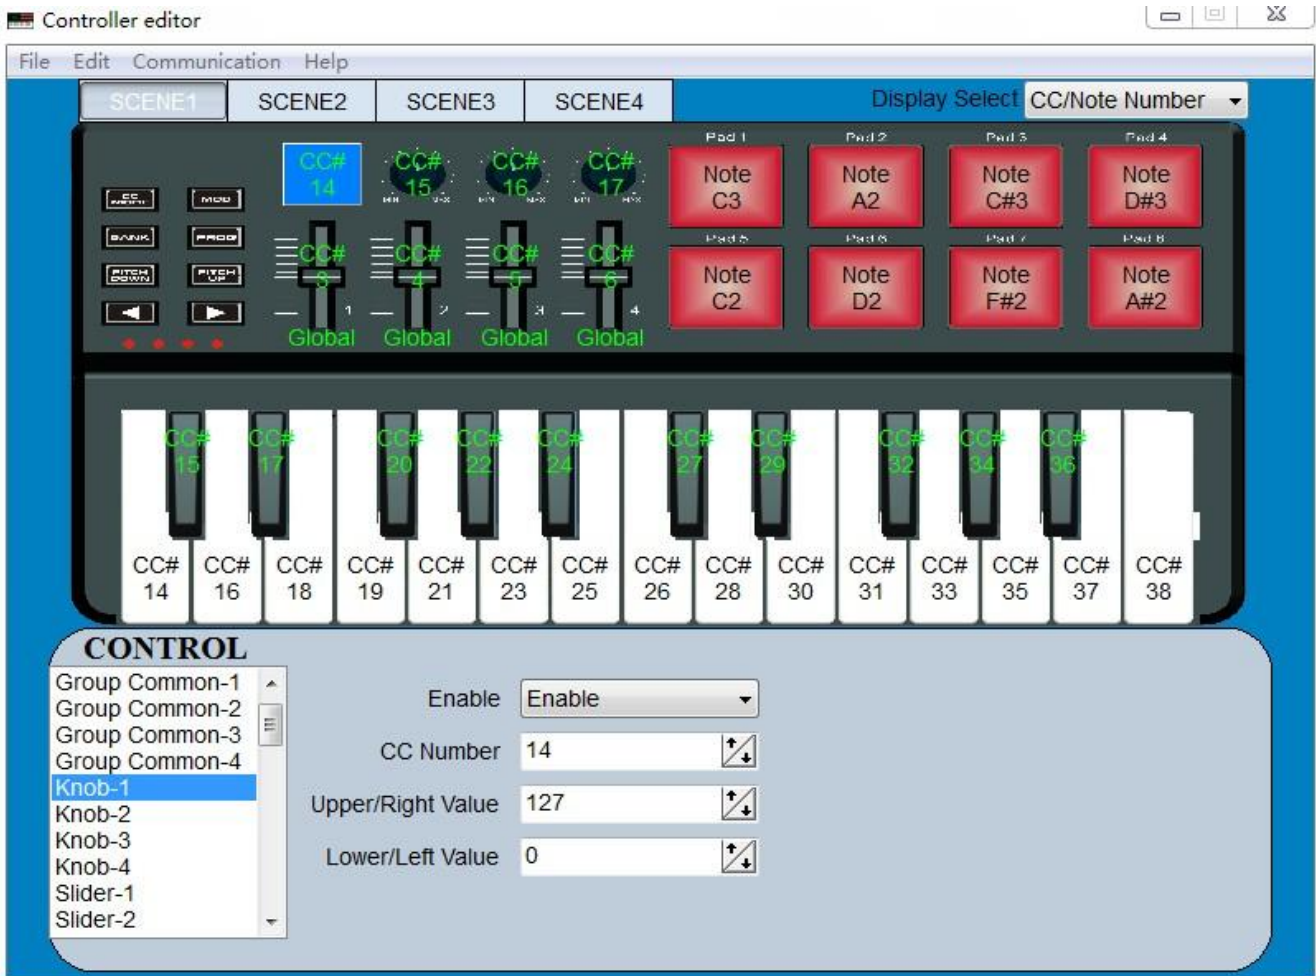 Controller editor
File Edit Communication Help
SCENE1 SCENE2 SCENE3 SCENE4 Display Select CC/Note Number
Pad 1 Pad 2 Pad 3 Pad 4
CC# CC# CC# CC#
14 15 16 17
Note Note Note Note
C3 A2 C#3 D#3
MOD
MIN MAX MIN MAX MIN MAX
BANK PROG
Pad 5 Pad 6 Pad 7 Pad 8
CC# CC# CC# CC#
3 4 5 6
PITCH DOWN PITCH UP
Note Note Note Note
C2 D2 F#2 A#2
1 2 3 4
Global Global Global Global
CC# CC# CC# CC# CC# CC# CC# CC# CC# CC#
15 17 20 22 24 27 29 32 34 36
CC# CC# CC# CC# CC# CC# CC# CC# CC# CC# CC# CC# CC# CC# CC#
14 16 18 19 21 23 25 26 28 30 31 33 35 37 38
CONTROL
Group Common-1
Group Common-2
Group Common-3
Group Common-4
Knob-1
Knob-2
Knob-3
Knob-4
Slider-1
Slider-2
Enable Enable
CC Number 14
Upper/Right Value 127
Lower/Left Value 0